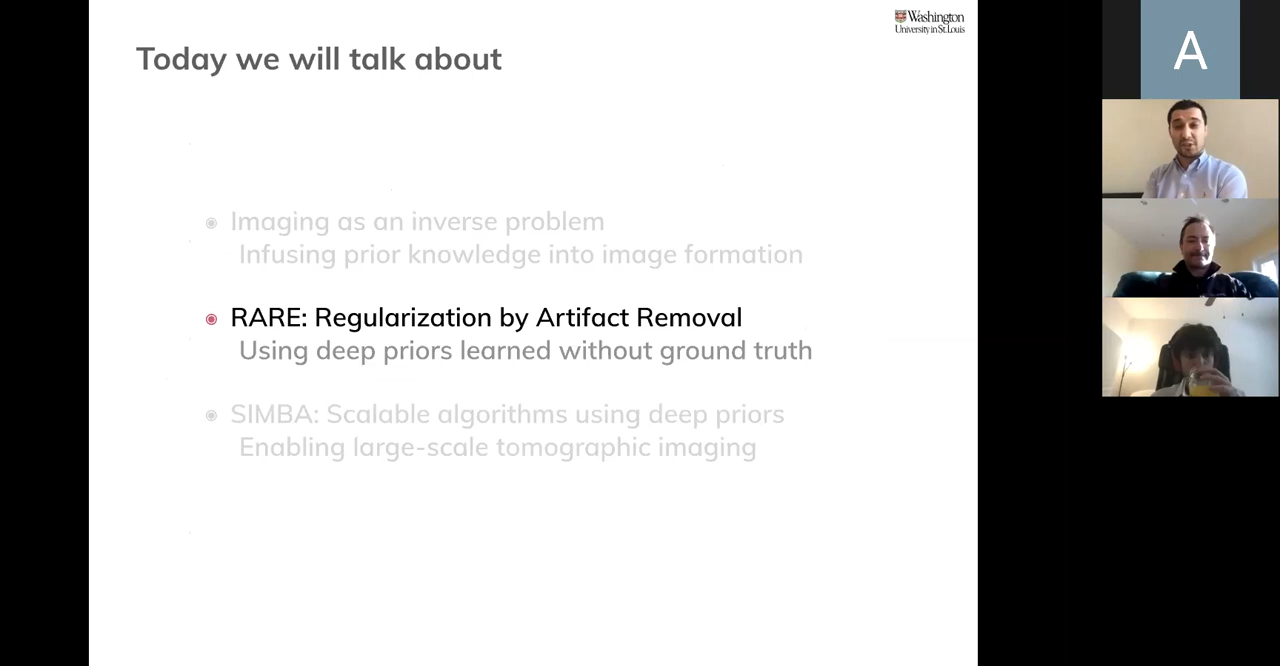 Washington
University in St. Louis
Today we will talk about
A
Imaging as an inverse problem
Infusing prior knowledge into image formation
RARE: Regularization by Artifact Removal
Using deep priors learned without ground truth
SIMBA: Scalable algorithms using deep priors
Enabling large-scale tomographic imaging